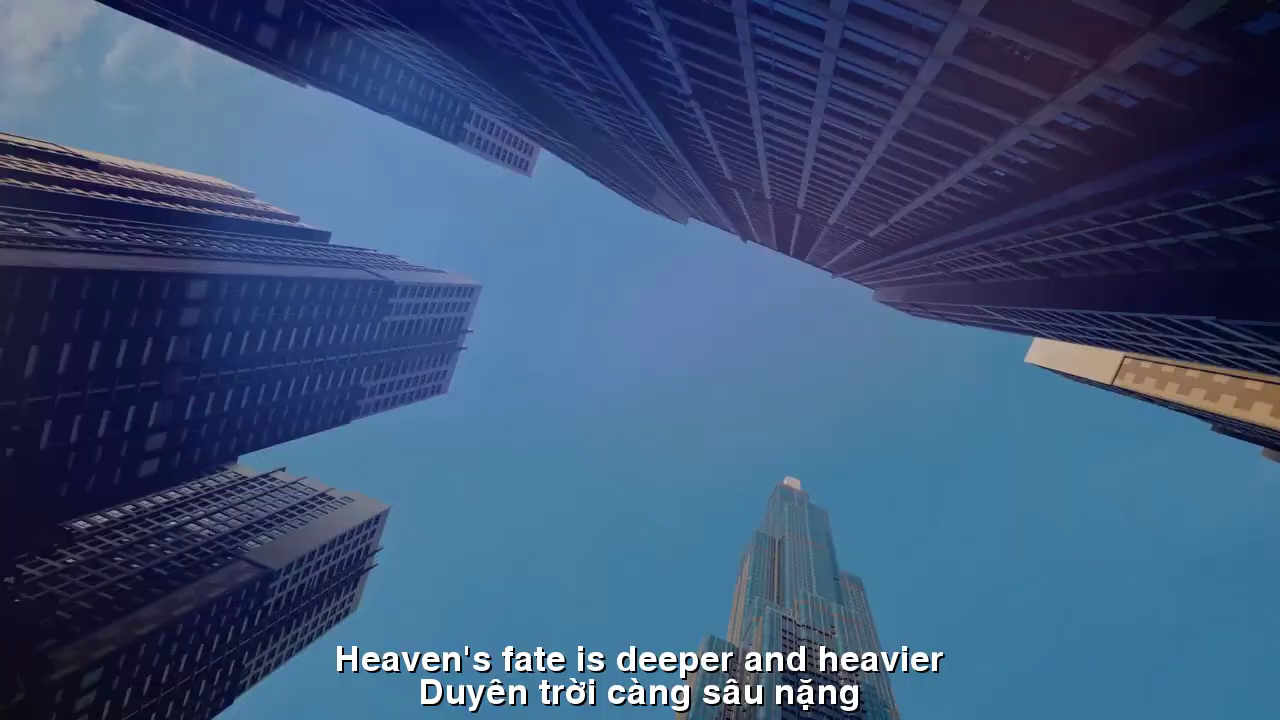 Heaven's fate is deeper and heavier
Duyên trời càng sâu nặng